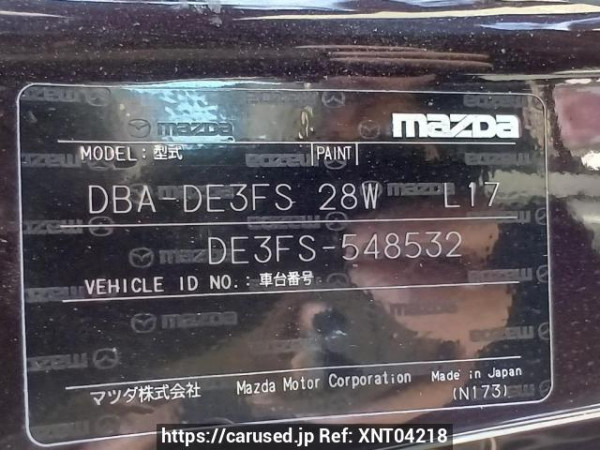 mazda
MODEL: 型式 PAINT
DBA-DE3FS 28W L17
DE3FS-548532
VEHICLE ID NO.: 車台番号
マツダ株式会社 Mazda Motor Corporation Made in Japan
(N173)
https://carused.jp Ref: XNT04218